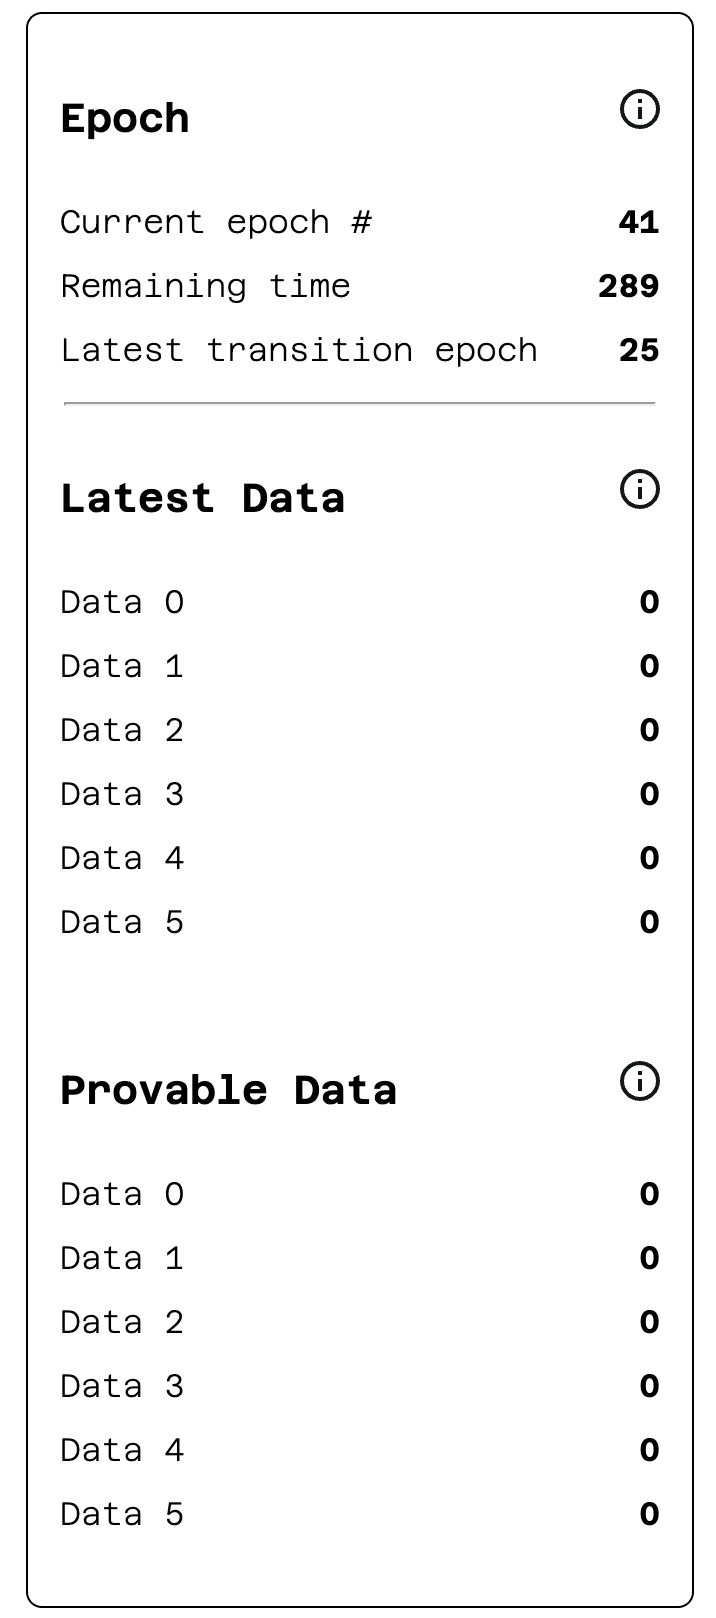 Epoch
Current epoch # 41
Remaining time 289
Latest transition epoch 25
Latest Data
Data 0 0
Data 1 0
Data 2 0
Data 3 0
Data 4 0
Data 5 0
Provable Data
Data 0 0
Data 1 0
Data 2 0
Data 3 0
Data 4 0
Data 5 0